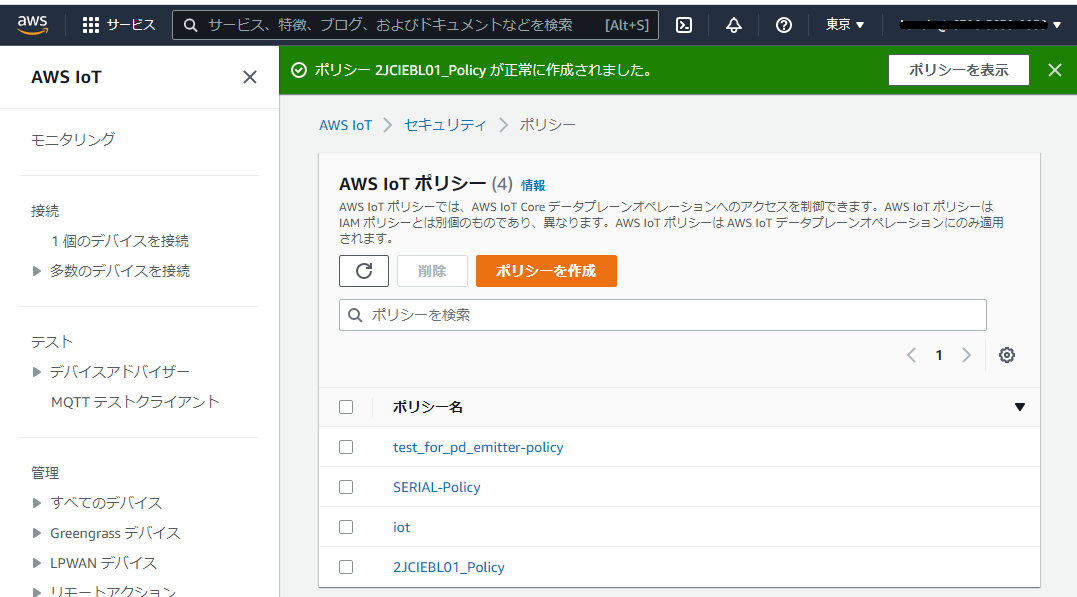 aws
サービス
サービス、特徴、ブログ、およびドキュメントなどを検索
[Alt+S]
東京
AWS IoT
ポリシー 2JCIEBL01_Policy が正常に作成されました。
ポリシーを表示
モニタリング
接続
1 個のデバイスを接続
多数のデバイスを接続
テスト
デバイスアドバイザー
MQTT テストクライアント
管理
すべてのデバイス
Greengrass デバイス
LPWAN デバイス
リモートアクション
AWS IoT
セキュリティ
ポリシー
AWS IoT ポリシー (4) 情報
AWS IoT ポリシーでは、AWS IoT Core データプレーンオペレーションへのアクセスを制御できます。AWS IoT ポリシーは
IAM ポリシーとは別個のものであり、異なります。AWS IoT ポリシーは AWS IoT データプレーンオペレーションにのみ適用
されます。
削除
ポリシーを作成
ポリシーを検索
1
ポリシー名
test_for_pd_emitter-policy
SERIAL-Policy
iot
2JCIEBL01_Policy